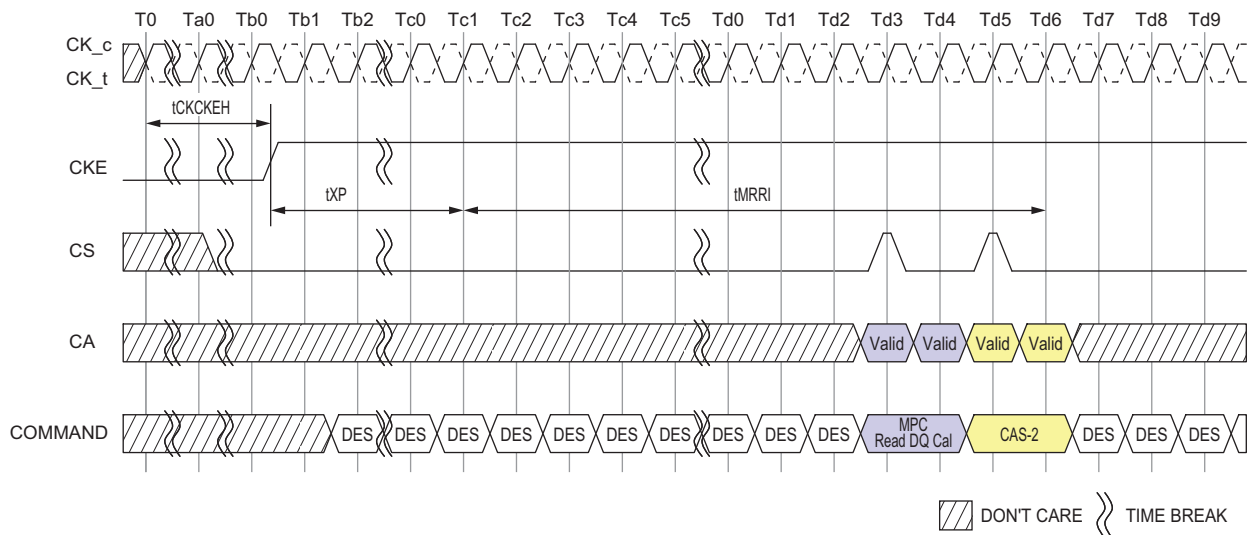 T0 Ta0 Tb0 Tb1 Tb2 Tc0 Tc1 Tc2 Tc3 Tc4 Tc5 Td0 Td1 Td2 Td3 Td4 Td5 Td6 Td7 Td8 Td9
CK_c
CK_t
tCKCKEH
CKE
tXP tMRRI
CS
CA Valid Valid Valid Valid
COMMAND DES DES DES DES DES DES DES DES DES DES MPC Read DQ Cal CAS-2 DES DES DES
DON'T CARE TIME BREAK